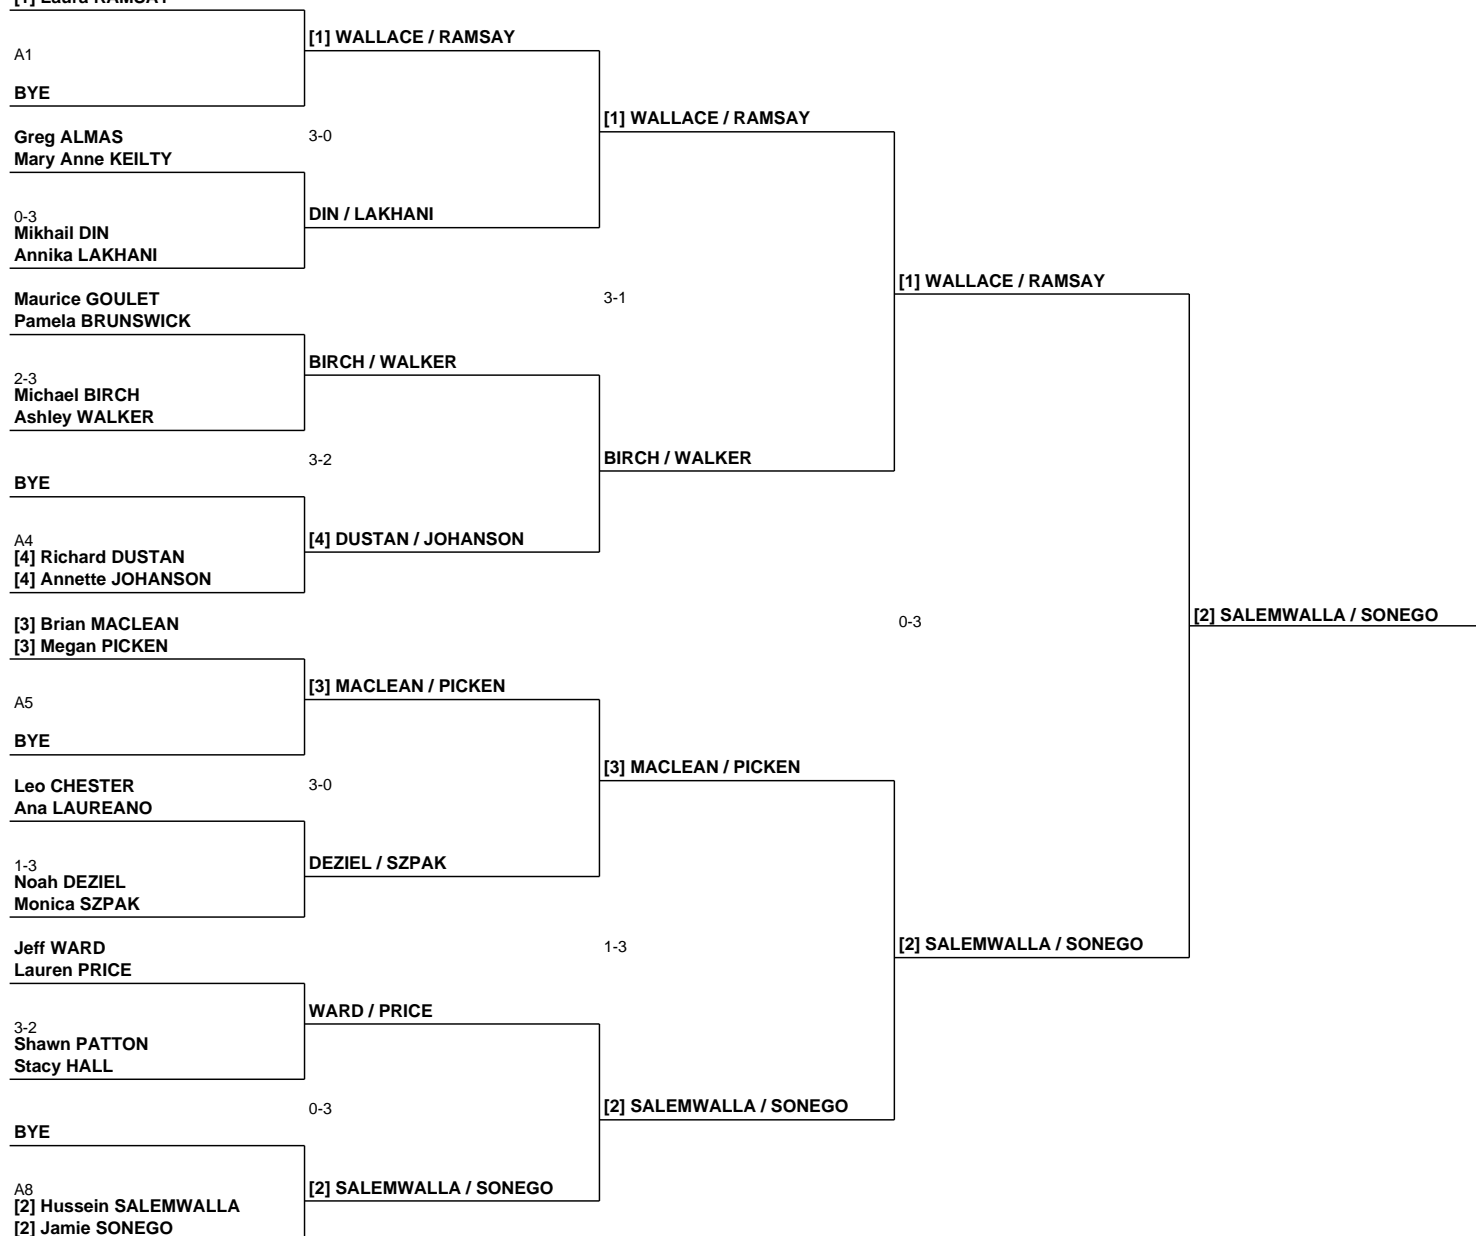 [1] Laura RAMSAY
[1] WALLACE / RAMSAY
A1
BYE
[1] WALLACE / RAMSAY
Greg ALMAS
Mary Anne KEILTY
3-0
0-3
Mikhail DIN
Annika LAKHANI
DIN / LAKHANI
[1] WALLACE / RAMSAY
Maurice GOULET
Pamela BRUNSWICK
3-1
BIRCH / WALKER
2-3
Michael BIRCH
Ashley WALKER
3-2
BIRCH / WALKER
BYE
A4
[4] Richard DUSTAN
[4] Annette JOHANSON
[4] DUSTAN / JOHANSON
[3] Brian MACLEAN
[3] Megan PICKEN
0-3
[2] SALEMWALLA / SONEGO
[3] MACLEAN / PICKEN
A5
BYE
[3] MACLEAN / PICKEN
Leo CHESTER
Ana LAUREANO
3-0
1-3
Noah DEZIEL
Monica SZPAK
DEZIEL / SZPAK
Jeff WARD
Lauren PRICE
1-3
[2] SALEMWALLA / SONEGO
WARD / PRICE
3-2
Shawn PATTON
Stacy HALL
0-3
[2] SALEMWALLA / SONEGO
BYE
A8
[2] Hussein SALEMWALLA
[2] Jamie SONEGO
[2] SALEMWALLA / SONEGO